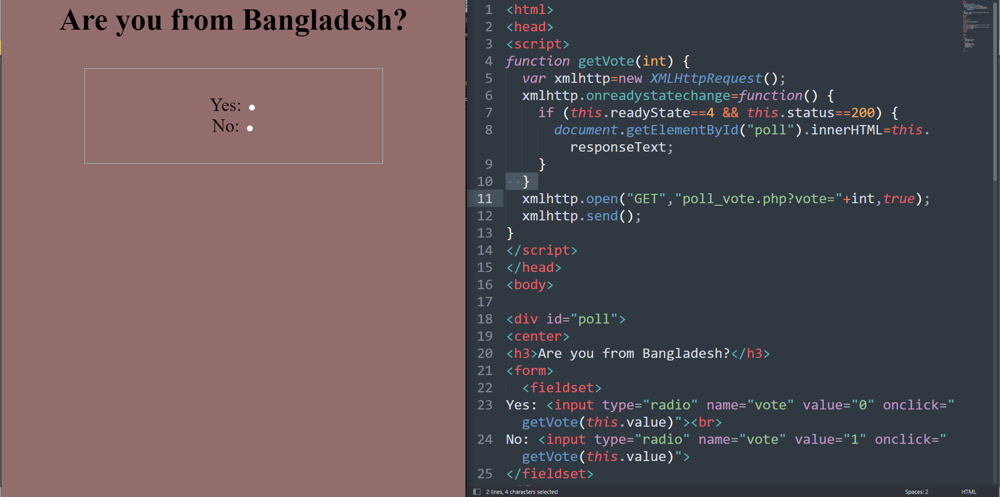 Are you from Bangladesh?
Yes:
No:
1 <html>
2 <head>
3 <script>
4 function getVote(int) {
5   var xmlhttp=new XMLHttpRequest();
6   xmlhttp.onreadystatechange=function() {
7     if (this.readyState==4 && this.status==200) {
8       document.getElementById("poll").innerHTML=this.
responseText;
9     }
10 ··}
11   xmlhttp.open("GET","poll_vote.php?vote="+int,true);
12   xmlhttp.send();
13 }
14 </script>
15 </head>
16 <body>
17
18 <div id="poll">
19 <center>
20 <h3>Are you from Bangladesh?</h3>
21 <form>
22   <fieldset>
23 Yes: <input type="radio" name="vote" value="0" onclick="
getVote(this.value)"><br>
24 No: <input type="radio" name="vote" value="1" onclick="
getVote(this.value)">
25 </fieldset>
2 lines, 4 characters selected
Spaces: 2
HTML